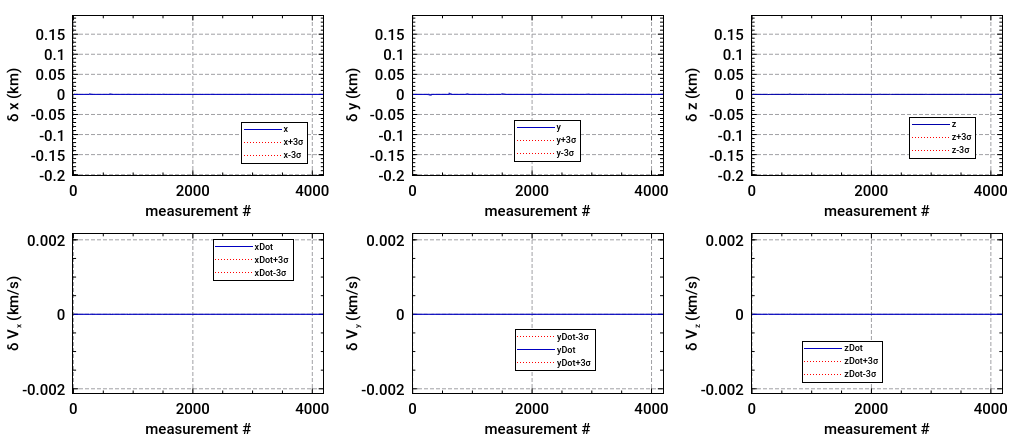 0.15
0.1
0.05
0
-0.05
-0.1
-0.15
-0.2
δ x (km)
x
x+3σ
x-3σ
0 2000 4000
measurement #
0.15
0.1
0.05
0
-0.05
-0.1
-0.15
-0.2
δ y (km)
y
y+3σ
y-3σ
0 2000 4000
measurement #
0.15
0.1
0.05
0
-0.05
-0.1
-0.15
-0.2
δ z (km)
z
z+3σ
z-3σ
0 2000 4000
measurement #
0.002
0
-0.002
δ Vx (km/s)
xDot
xDot+3σ
xDot-3σ
0 2000 4000
measurement #
0.002
0
-0.002
δ Vy (km/s)
yDot-3σ
yDot
yDot+3σ
0 2000 4000
measurement #
0.002
0
-0.002
δ Vz (km/s)
zDot
zDot+3σ
zDot-3σ
0 2000 4000
measurement #